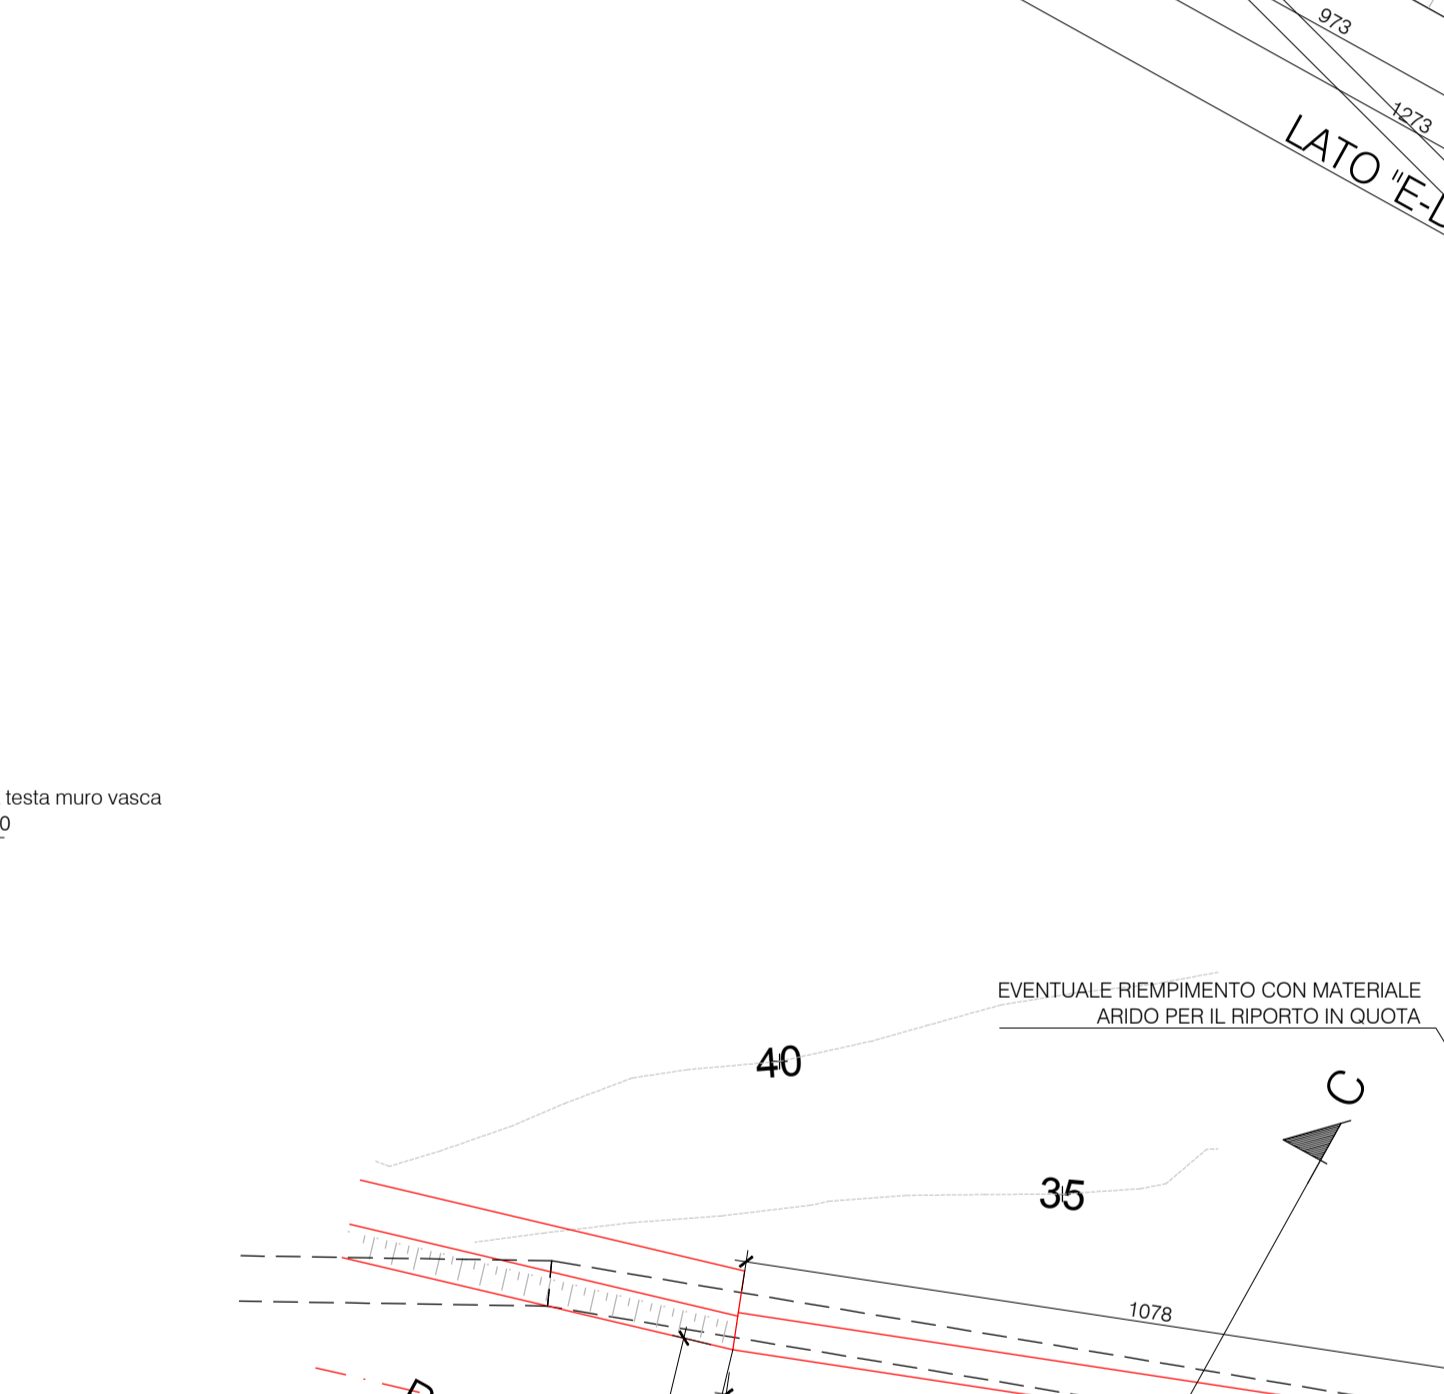 973
1273
LATO "E-
testa muro vasca
0
EVENTUALE RIEMPIMENTO CON MATERIALE
ARIDO PER IL RIPORTO IN QUOTA
40
C
35
1078